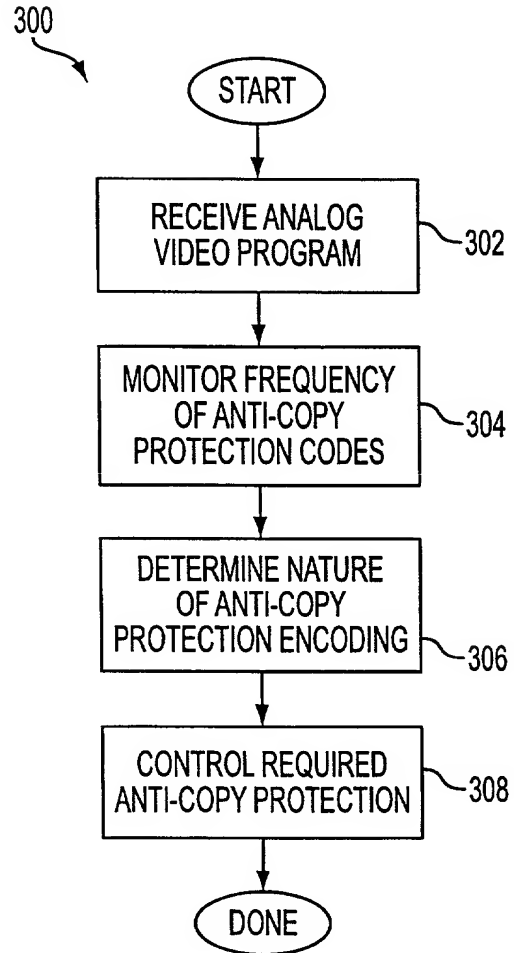 300
START
RECEIVE ANALOG
VIDEO PROGRAM
302
MONITOR FREQUENCY
OF ANTI-COPY
PROTECTION CODES
304
DETERMINE NATURE
OF ANTI-COPY
PROTECTION ENCODING
306
CONTROL REQUIRED
ANTI-COPY PROTECTION
308
DONE